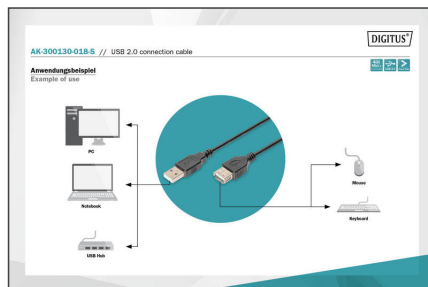 DIGITUS®
AK-300130-018-S // USB 2.0 connection cable
Anwendungsbeispiel
Example of use
PC
Notebook
USB Hub
Mouse
Keyboard